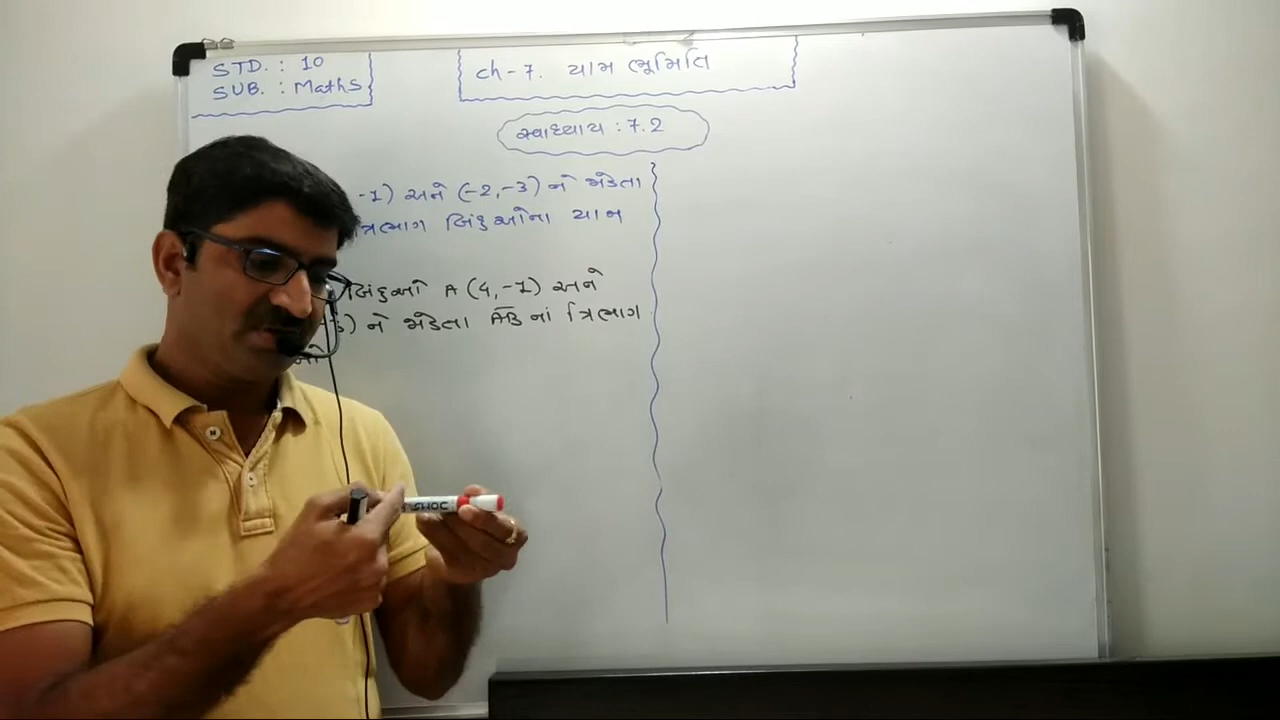 STD. : 10
SUB. : Maths
Ch-7. યામ ભૂમિતિ
સ્વાધ્યાય : 7.2
-1) અને (-2,-3) ને જોડતા
ત્રિભાગ બિંદુઓના યામ
બિંદુઓ A (4,-1) અને
-3) ને જોડતા AB નાં ત્રિભાગ